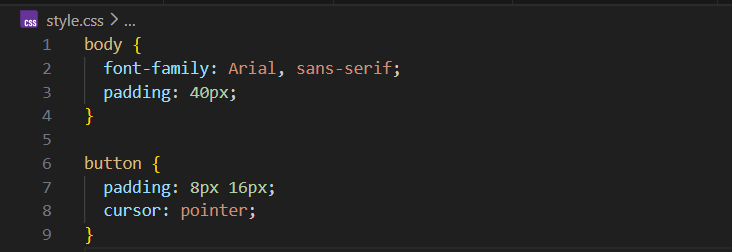 css style.css > ...
1 body {
2   font-family: Arial, sans-serif;
3   padding: 40px;
4 }
5
6 button {
7   padding: 8px 16px;
8   cursor: pointer;
9 }